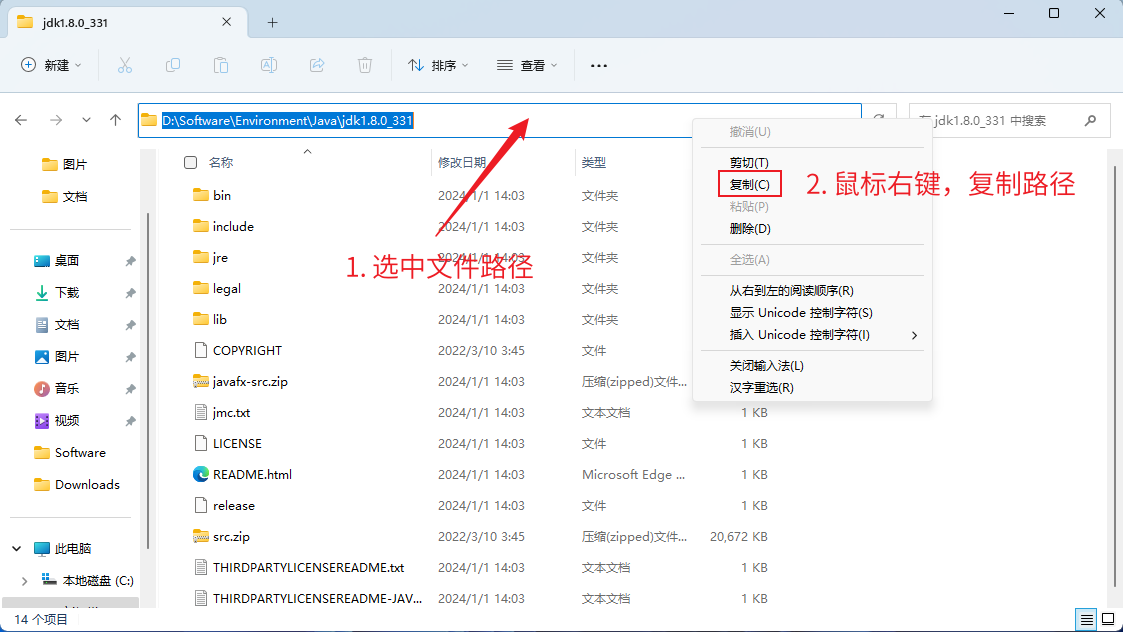 jdk1.8.0_331
新建
排序
查看
D:\Software\Environment\Java\jdk1.8.0_331
jdk1.8.0_331 中搜索
图片
文档
桌面
下载
文档
图片
音乐
视频
Software
Downloads
此电脑
本地磁盘 (C:)
名称
修改日期
类型
bin
2024/1/1 14:03
文件夹
include
2024/1/1 14:03
文件夹
jre
2024/1/1 14:03
文件夹
legal
2024/1/1 14:03
文件夹
lib
2024/1/1 14:03
文件夹
COPYRIGHT
2022/3/10 3:45
文件
javafx-src.zip
2024/1/1 14:03
压缩(zipped)文件...
jmc.txt
2024/1/1 14:03
文本文档
1 KB
LICENSE
2024/1/1 14:03
文件
1 KB
README.html
2024/1/1 14:03
Microsoft Edge ...
1 KB
release
2024/1/1 14:03
文件
1 KB
src.zip
2022/3/10 3:45
压缩(zipped)文件...
20,672 KB
THIRDPARTYLICENSEREADME.txt
2024/1/1 14:03
文本文档
1 KB
THIRDPARTYLICENSEREADME-JAV...
2024/1/1 14:03
文本文档
1 KB
1. 选中文件路径
撤消(U)
剪切(T)
复制(C)
粘贴(P)
删除(D)
全选(A)
从右到左的阅读顺序(R)
显示 Unicode 控制字符(S)
插入 Unicode 控制字符(I)
关闭输入法(L)
汉字重选(R)
2. 鼠标右键，复制路径
14 个项目